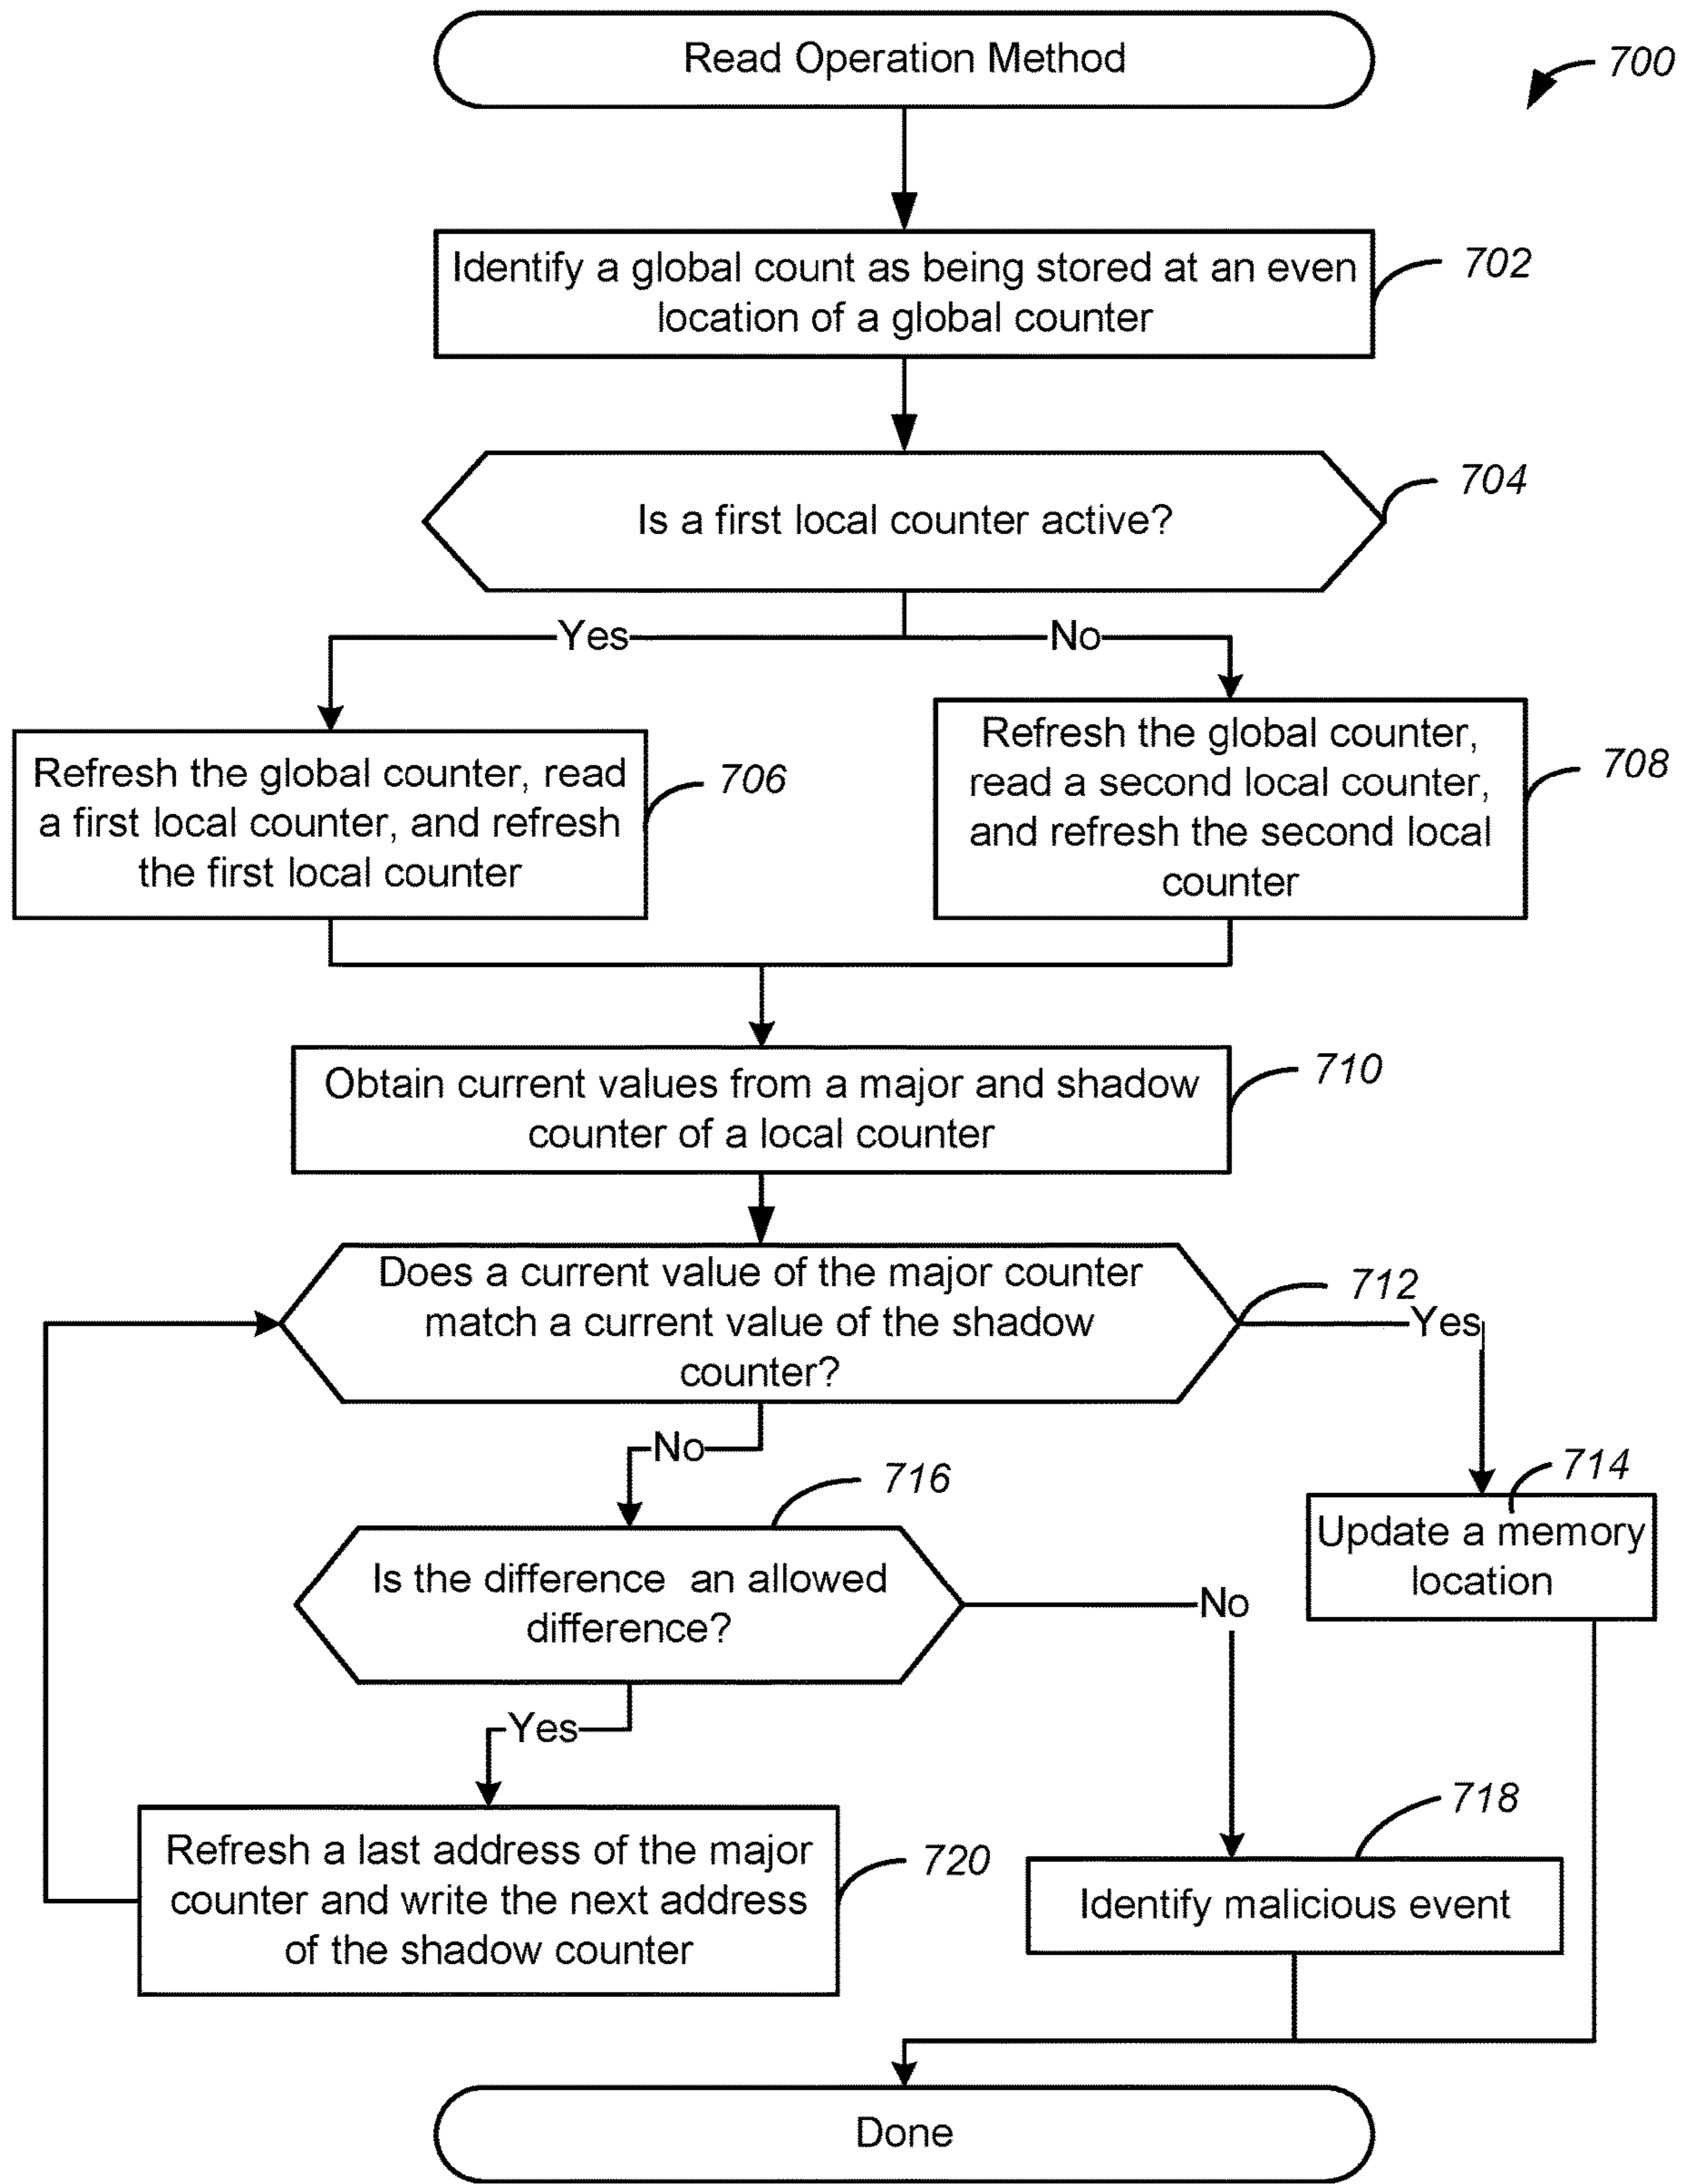 Read Operation Method
700
Identify a global count as being stored at an even
location of a global counter
702
Is a first local counter active?
704
Yes
No
Refresh the global counter, read
a first local counter, and refresh
the first local counter
706
Refresh the global counter,
read a second local counter,
and refresh the second local
counter
708
Obtain current values from a major and shadow
counter of a local counter
710
Does a current value of the major counter
match a current value of the shadow
counter?
712
Yes
No
716
714
Update a memory
location
Is the difference an allowed
difference?
No
Yes
718
Refresh a last address of the major
counter and write the next address
of the shadow counter
720
Identify malicious event
Done